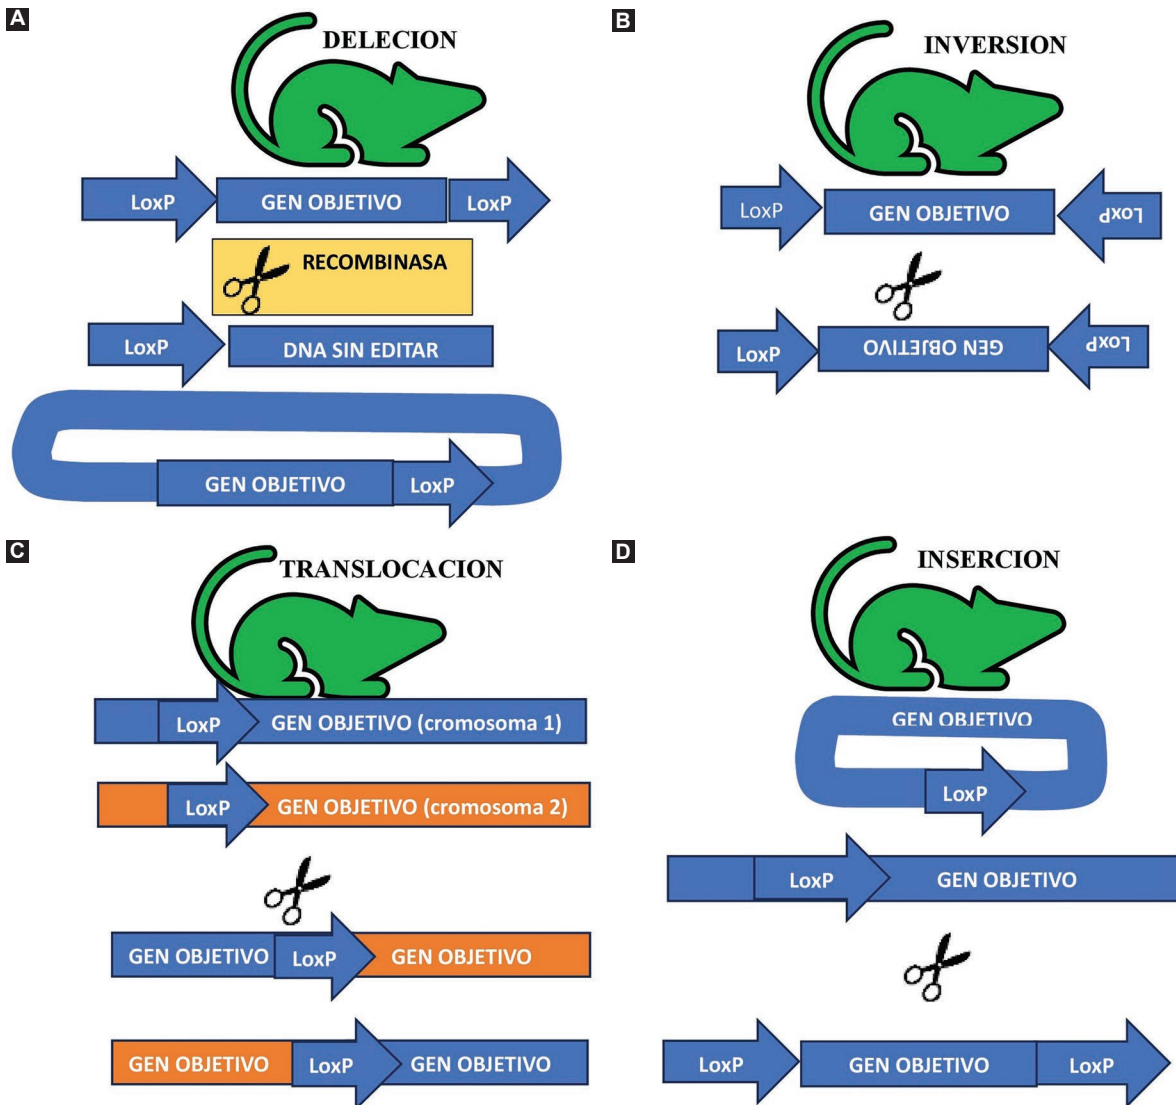 A
DELECION
LoxP GEN OBJETIVO LoxP
RECOMBINASA
LoxP DNA SIN EDITAR
GEN OBJETIVO LoxP
B
INVERSION
LoxP GEN OBJETIVO LoxP
LoxP GEN OBJETIVO LoxP
C
TRANSLOCACION
LoxP GEN OBJETIVO (cromosoma 1)
LoxP GEN OBJETIVO (cromosoma 2)
GEN OBJETIVO LoxP GEN OBJETIVO
GEN OBJETIVO LoxP GEN OBJETIVO
D
INSERCION
GEN OBJETIVO
LoxP
LoxP GEN OBJETIVO
LoxP GEN OBJETIVO LoxP